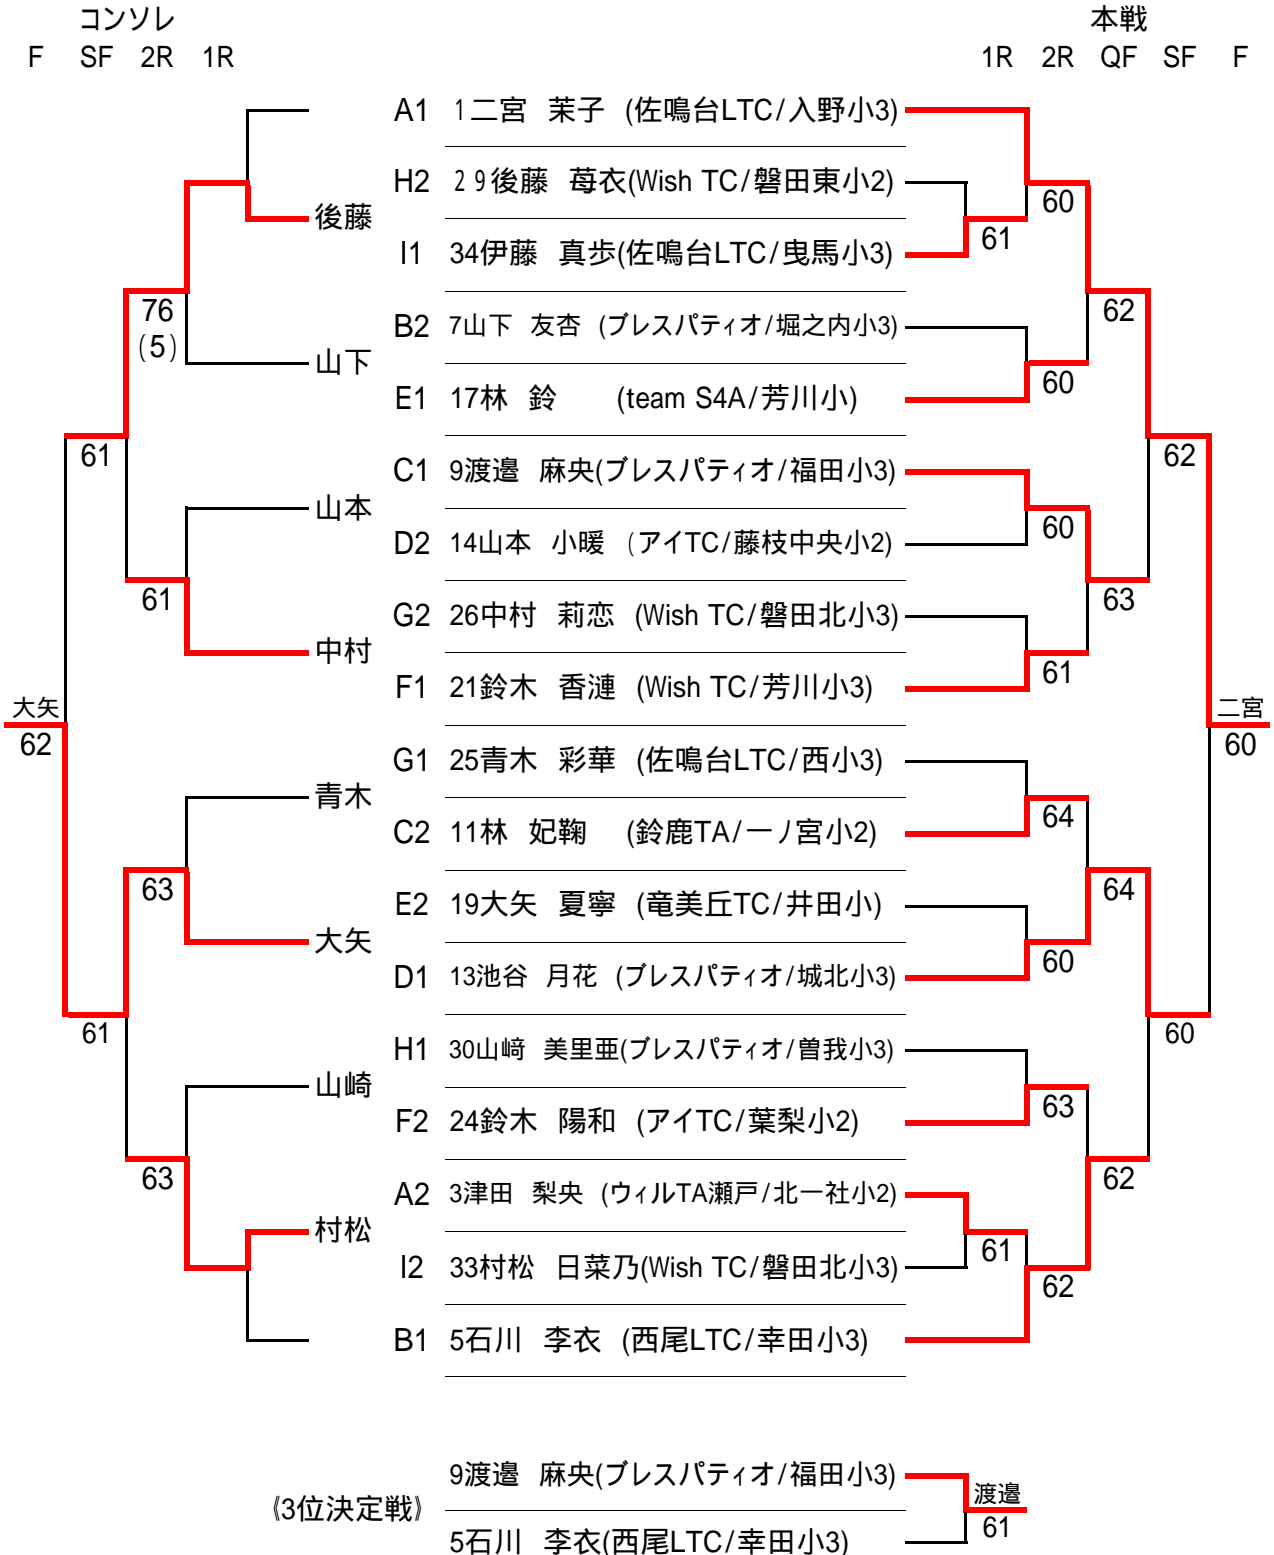 コンソレ 本戦
F SF 2R 1R 1R 2R QF SF F
A1 1二宮 茉子 (佐鳴台LTC/入野小3)
H2 29後藤 苺衣(Wish TC/磐田東小2) 60
後藤 61
I1 34伊藤 真歩(佐鳴台LTC/曳馬小3)
76 62
B2 7山下 友杏 (ブレスパティオ/堀之内小3)
(5)
山下 60
E1 17林 鈴 (team S4A/芳川小)
61 62
C1 9渡邉 麻央(ブレスパティオ/福田小3)
山本 60
D2 14山本 小暖 (アイTC/藤枝中央小2)
61 63
G2 26中村 莉恋 (Wish TC/磐田北小3)
中村 61
F1 21鈴木 香漣 (Wish TC/芳川小3)
大矢 二宮
62 60
G1 25青木 彩華 (佐鳴台LTC/西小3)
青木 64
C2 11林 妃鞠 (鈴鹿TA/一ノ宮小2)
63 64
E2 19大矢 夏寧 (竜美丘TC/井田小)
大矢 60
D1 13池谷 月花 (ブレスパティオ/城北小3)
61 60
H1 30山﨑 美里亜(ブレスパティオ/曽我小3)
山崎 63
F2 24鈴木 陽和 (アイTC/葉梨小2)
63 62
A2 3津田 梨央 (ウィルTA瀬戸/北一社小2)
村松 61
I2 33村松 日菜乃(Wish TC/磐田北小3)
62
B1 5石川 李衣 (西尾LTC/幸田小3)
9渡邉 麻央(ブレスパティオ/福田小3)
《3位決定戦》 渡邉
61
5石川 李衣(西尾LTC/幸田小3)